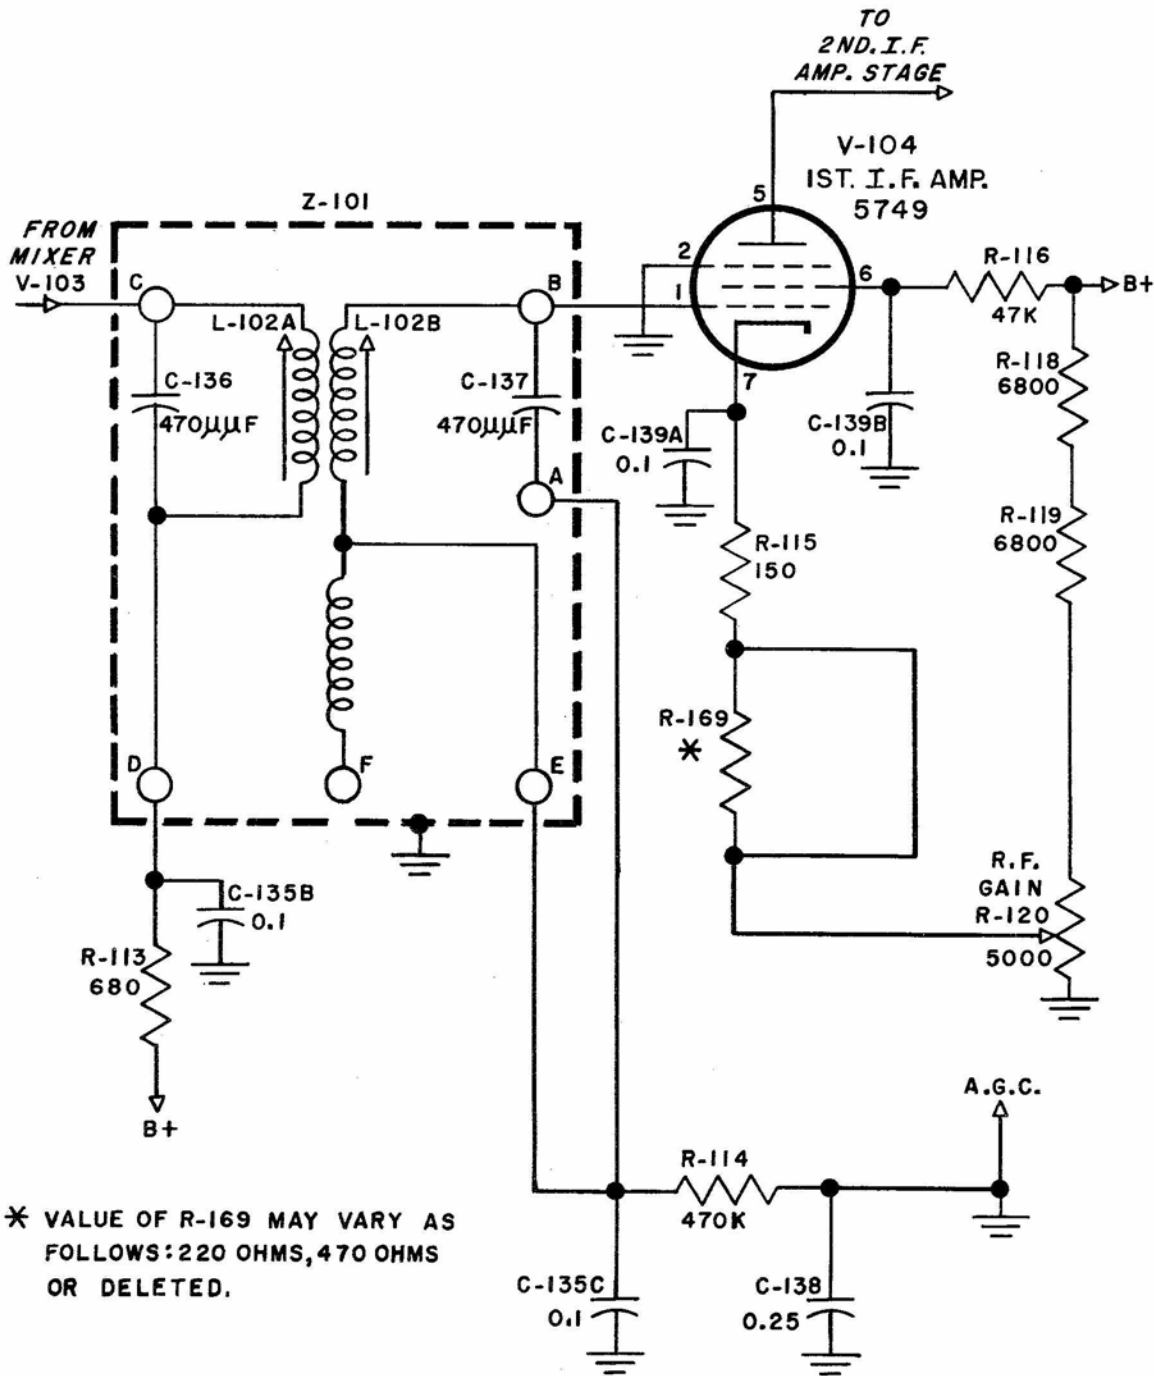 TO
2ND. I.F.
AMP. STAGE
V-104
1ST. I.F. AMP.
5749
5
2
1
6
7
Z-101
FROM
MIXER
V-103
C
B
L-102A
L-102B
C-136
470μμF
C-137
470μμF
A
D
F
E
R-116
47K
B+
R-118
6800
C-139A
0.1
C-139B
0.1
R-119
6800
R-115
150
R-169
*
R.F.
GAIN
R-120
5000
C-135B
0.1
R-113
680
B+
A.G.C.
R-114
470K
C-135C
0.1
C-138
0.25
* VALUE OF R-169 MAY VARY AS
FOLLOWS: 220 OHMS, 470 OHMS
OR DELETED.